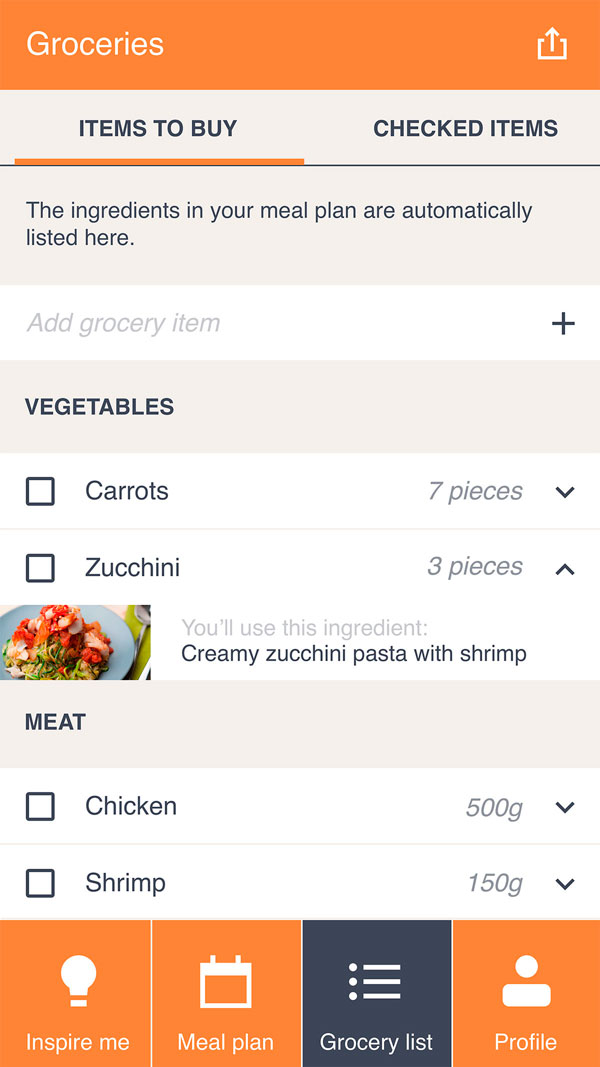 Groceries
ITEMS TO BUY
CHECKED ITEMS
The ingredients in your meal plan are automatically
listed here.
Add grocery item
VEGETABLES
Carrots
7 pieces
Zucchini
3 pieces
You'll use this ingredient:
Creamy zucchini pasta with shrimp
MEAT
Chicken
500g
Shrimp
150g
Inspire me
Meal plan
Grocery list
Profile